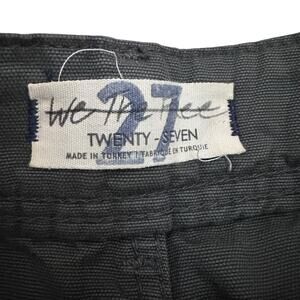 We The Free
27
TWENTY - SEVEN
MADE IN TURKEY / FABRIQUÉ EN TURQUIE